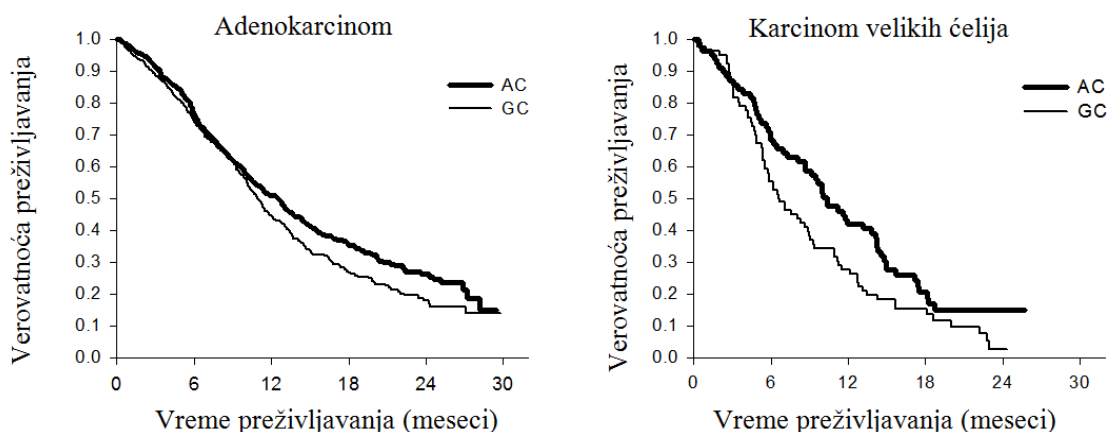 Adenokarcinom
Verovatnoća preživljavanja
1.0
0.9
0.8
0.7
0.6
0.5
0.4
0.3
0.2
0.1
0.0
AC
GC
0 6 12 18 24 30
Vreme preživljavanja (meseci)
Karcinom velikih ćelija
Verovatnoća preživljavanja
1.0
0.9
0.8
0.7
0.6
0.5
0.4
0.3
0.2
0.1
0.0
AC
GC
0 6 12 18 24 30
Vreme preživljavanja (meseci)